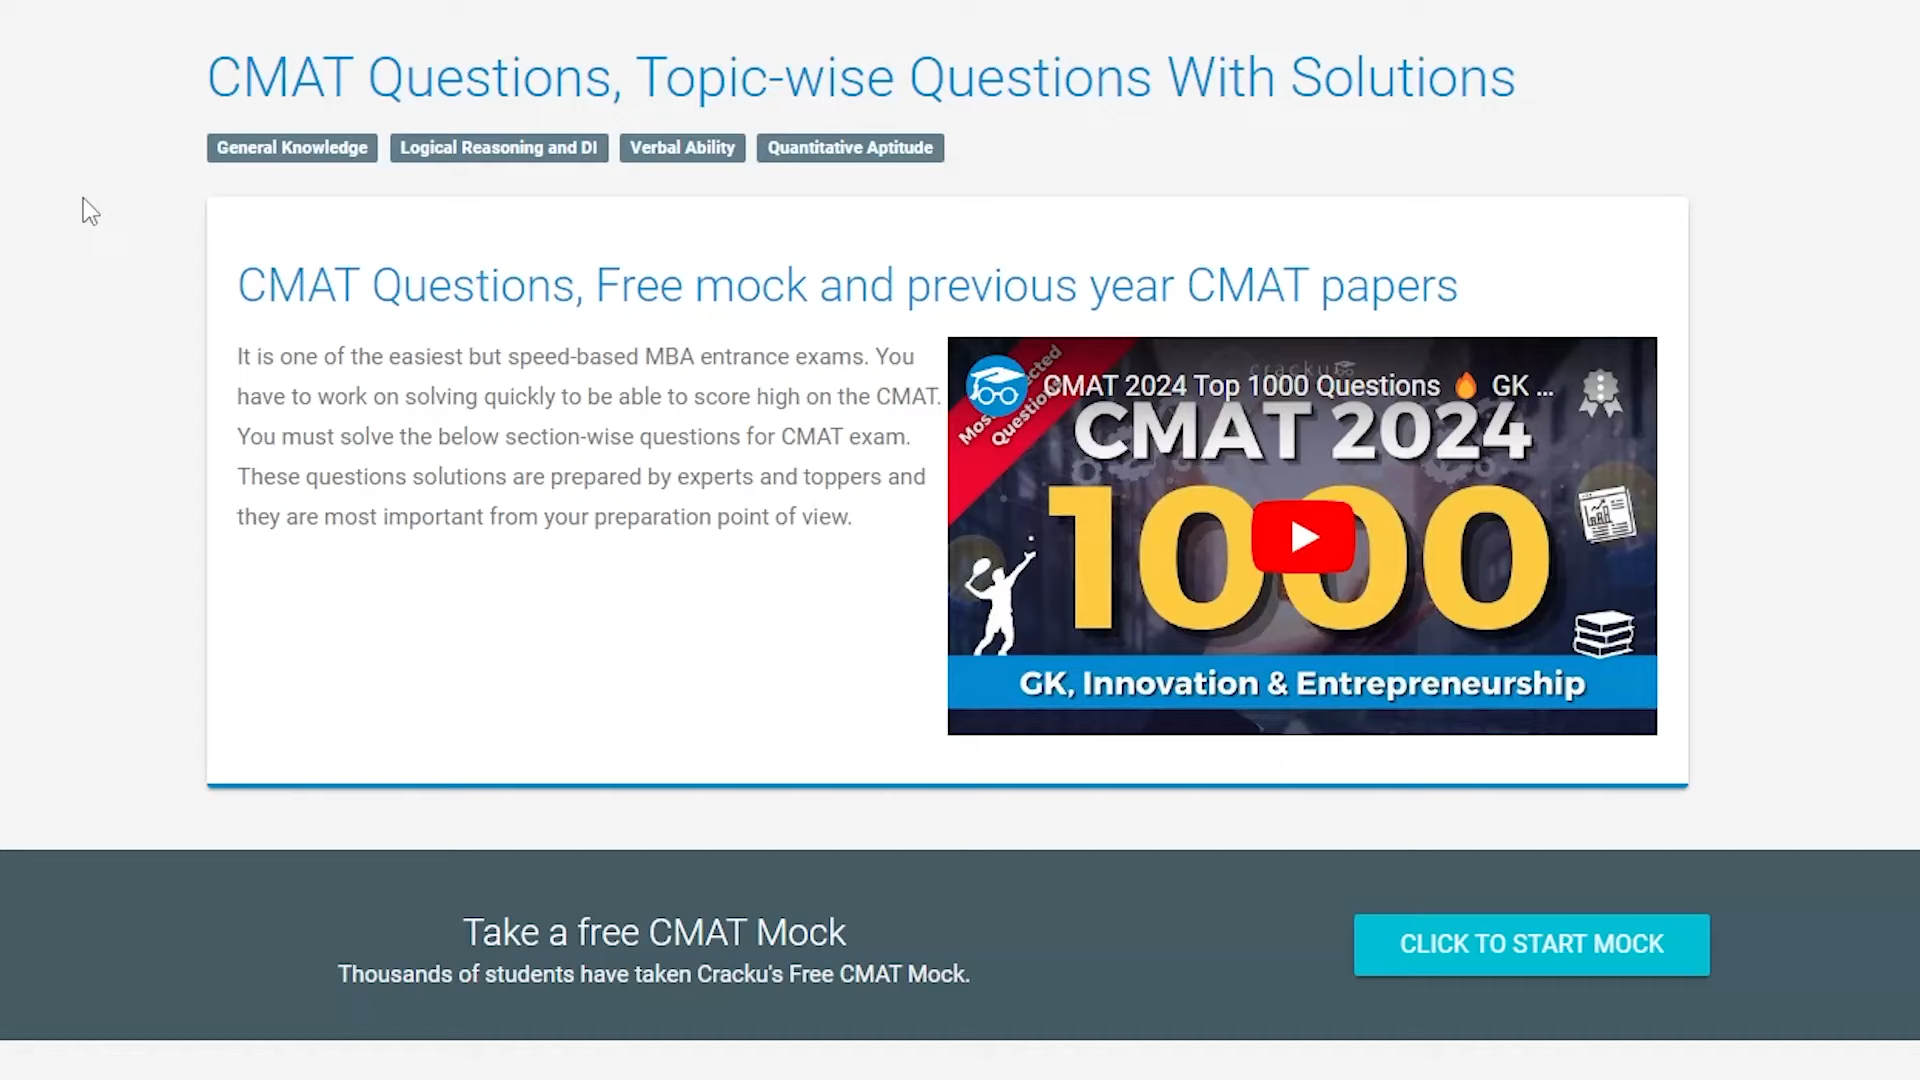 CMAT Questions, Topic-wise Questions With Solutions
General Knowledge
Logical Reasoning and DI
Verbal Ability
Quantitative Aptitude
CMAT Questions, Free mock and previous year CMAT papers
It is one of the easiest but speed-based MBA entrance exams. You
have to work on solving quickly to be able to score high on the CMAT.
You must solve the below section-wise questions for CMAT exam.
These questions solutions are prepared by experts and toppers and
they are most important from your preparation point of view.
cracku
CMAT 2024 Top 1000 Questions 🔥 GK ...
CMAT 2024
1000
GK, Innovation & Entrepreneurship
Take a free CMAT Mock
Thousands of students have taken Cracku's Free CMAT Mock.
CLICK TO START MOCK